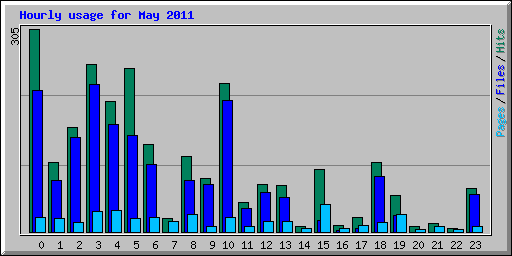 Hourly usage for May 2011
305
Pages/Files/Hits
0 1 2 3 4 5 6 7 8 9 10 11 12 13 14 15 16 17 18 19 20 21 22 23